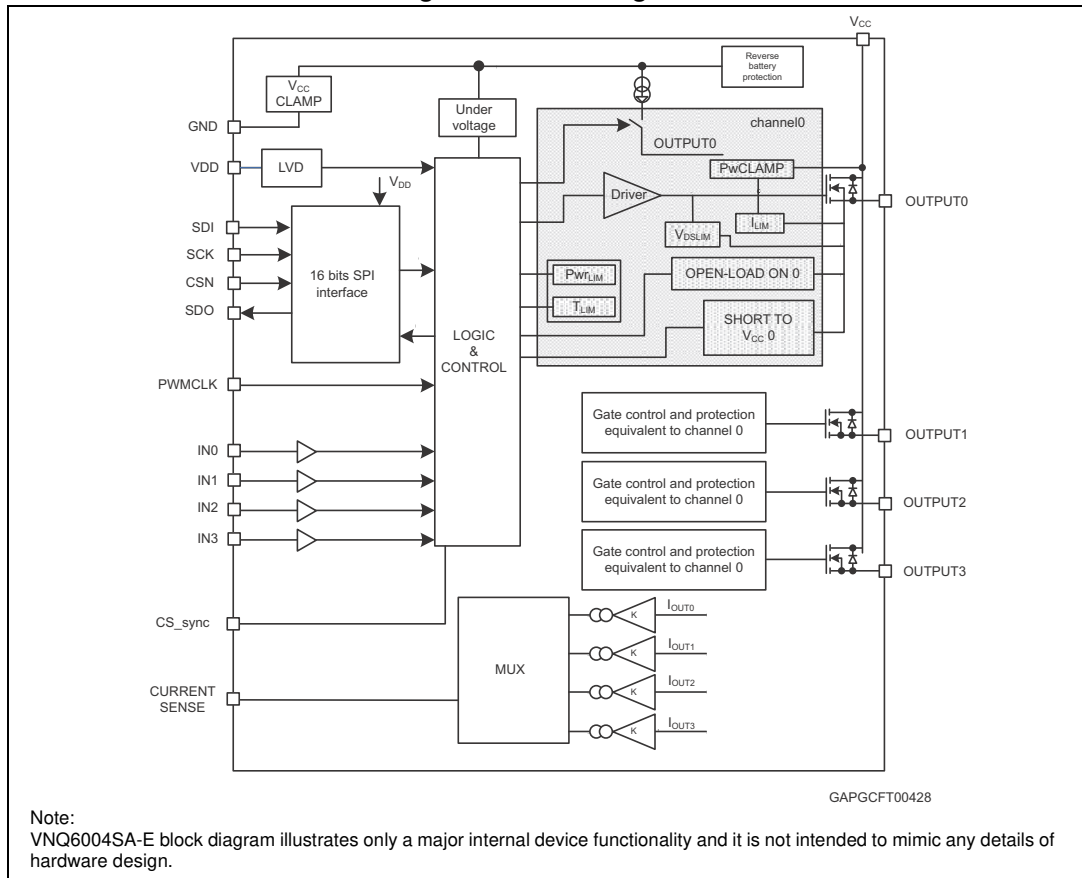 VCC
Reverse
battery
protection
VCC
CLAMP
Under
voltage
channel0
GND
OUTPUT0
VDD
LVD
PwCLAMP
VDD
Driver
OUTPUT0
SDI
ILIM
VDSLIM
SCK
16 bits SPI
interface
CSN
PwrLIM
OPEN-LOAD ON 0
SDO
TLIM
SHORT TO
VCC 0
LOGIC
&
CONTROL
PWMCLK
Gate control and protection
equivalent to channel 0
OUTPUT1
IN0
IN1
Gate control and protection
equivalent to channel 0
OUTPUT2
IN2
IN3
Gate control and protection
equivalent to channel 0
OUTPUT3
IOUT0
K
CS_sync
IOUT1
K
MUX
CURRENT
SENSE
IOUT2
K
IOUT3
K
GAPGCFT00428
Note:
VNQ6004SA-E block diagram illustrates only a major internal device functionality and it is not intended to mimic any details of
hardware design.